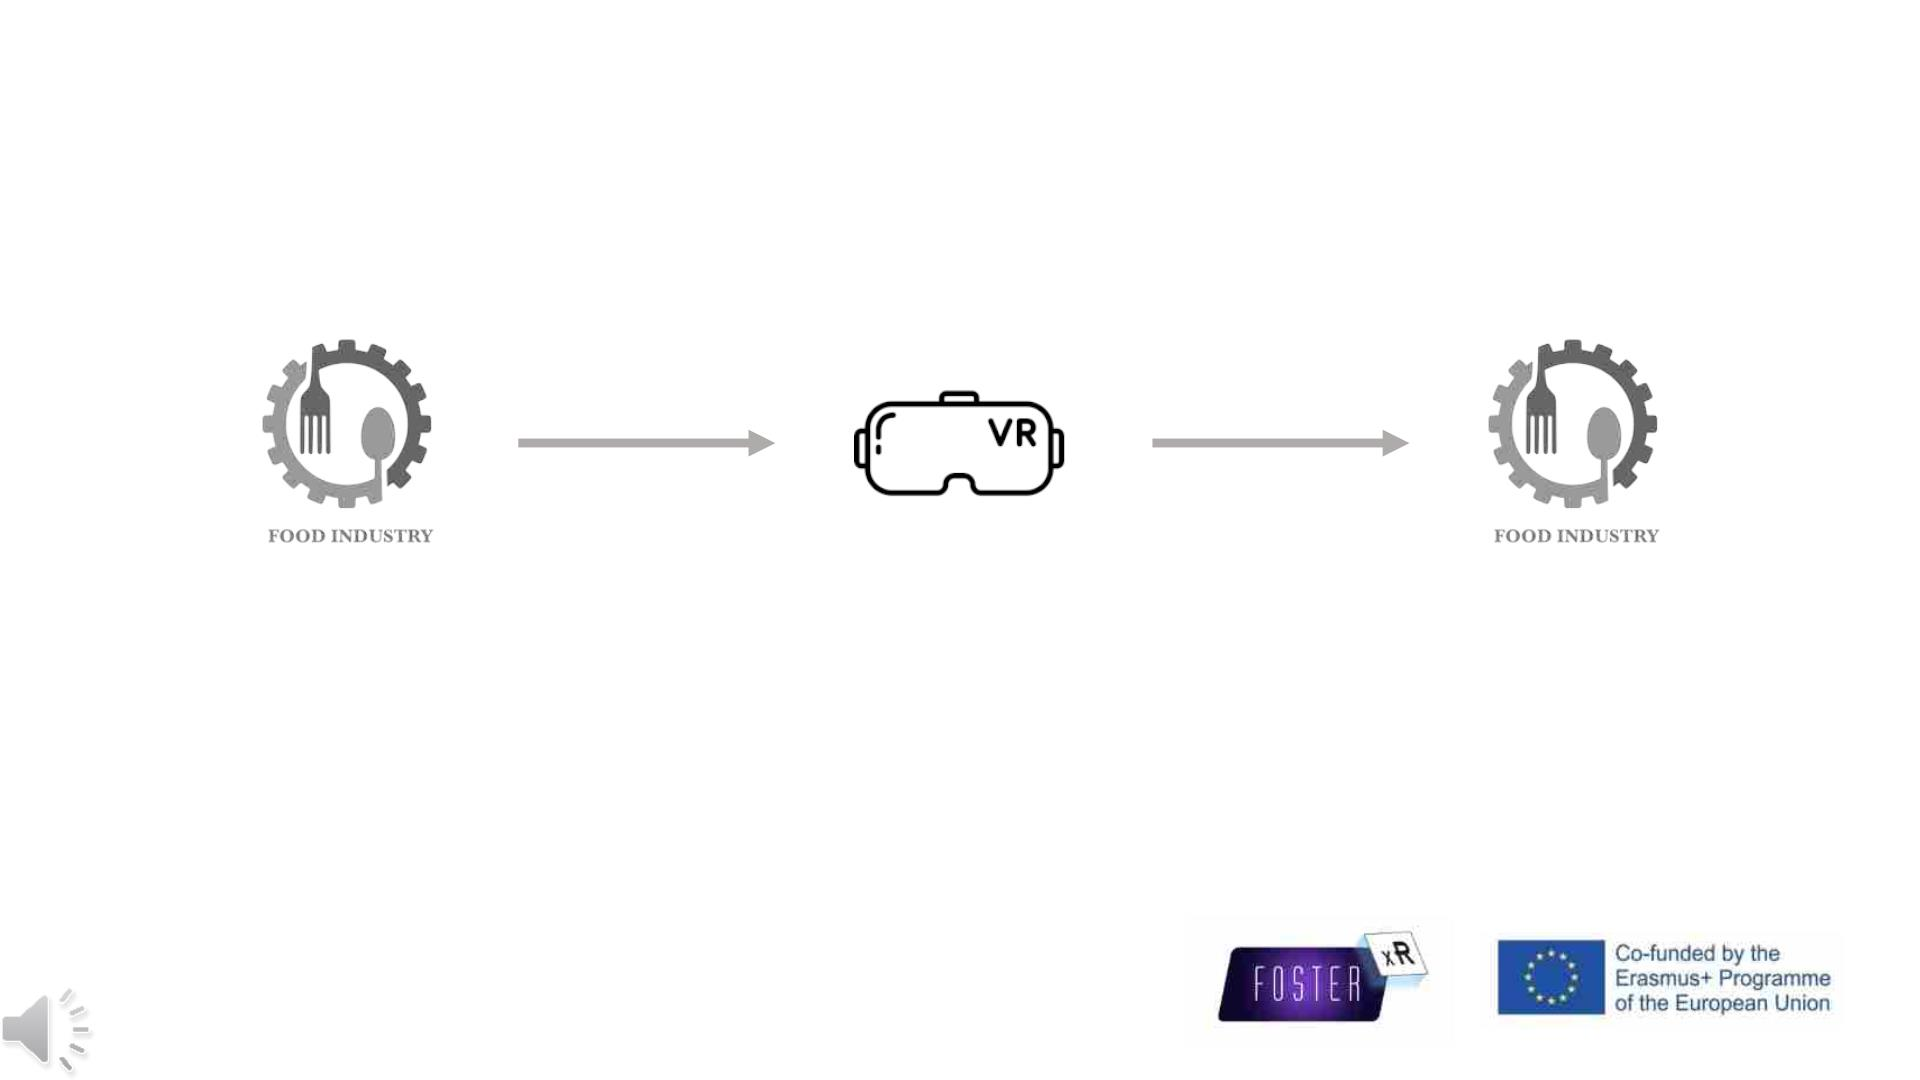 VR
FOOD INDUSTRY
FOOD INDUSTRY
FOSTER
xR
Co-funded by the
Erasmus+ Programme
of the European Union